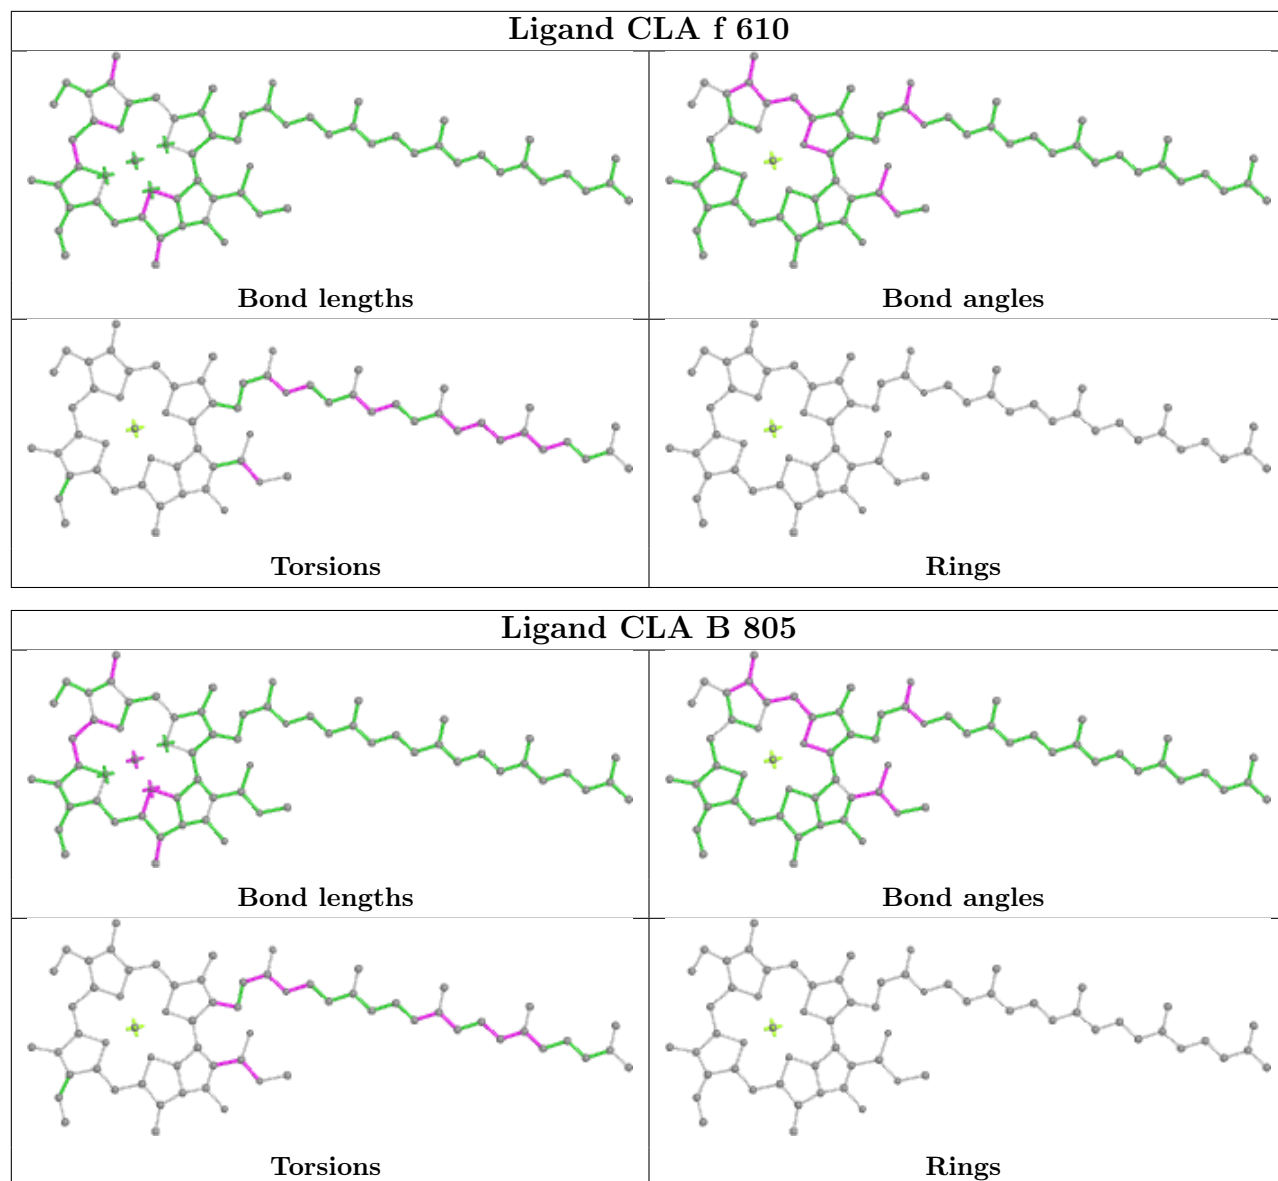 Ligand CLA f 610
Bond lengths
Bond angles
Torsions
Rings
Ligand CLA B 805
Bond lengths
Bond angles
Torsions
Rings